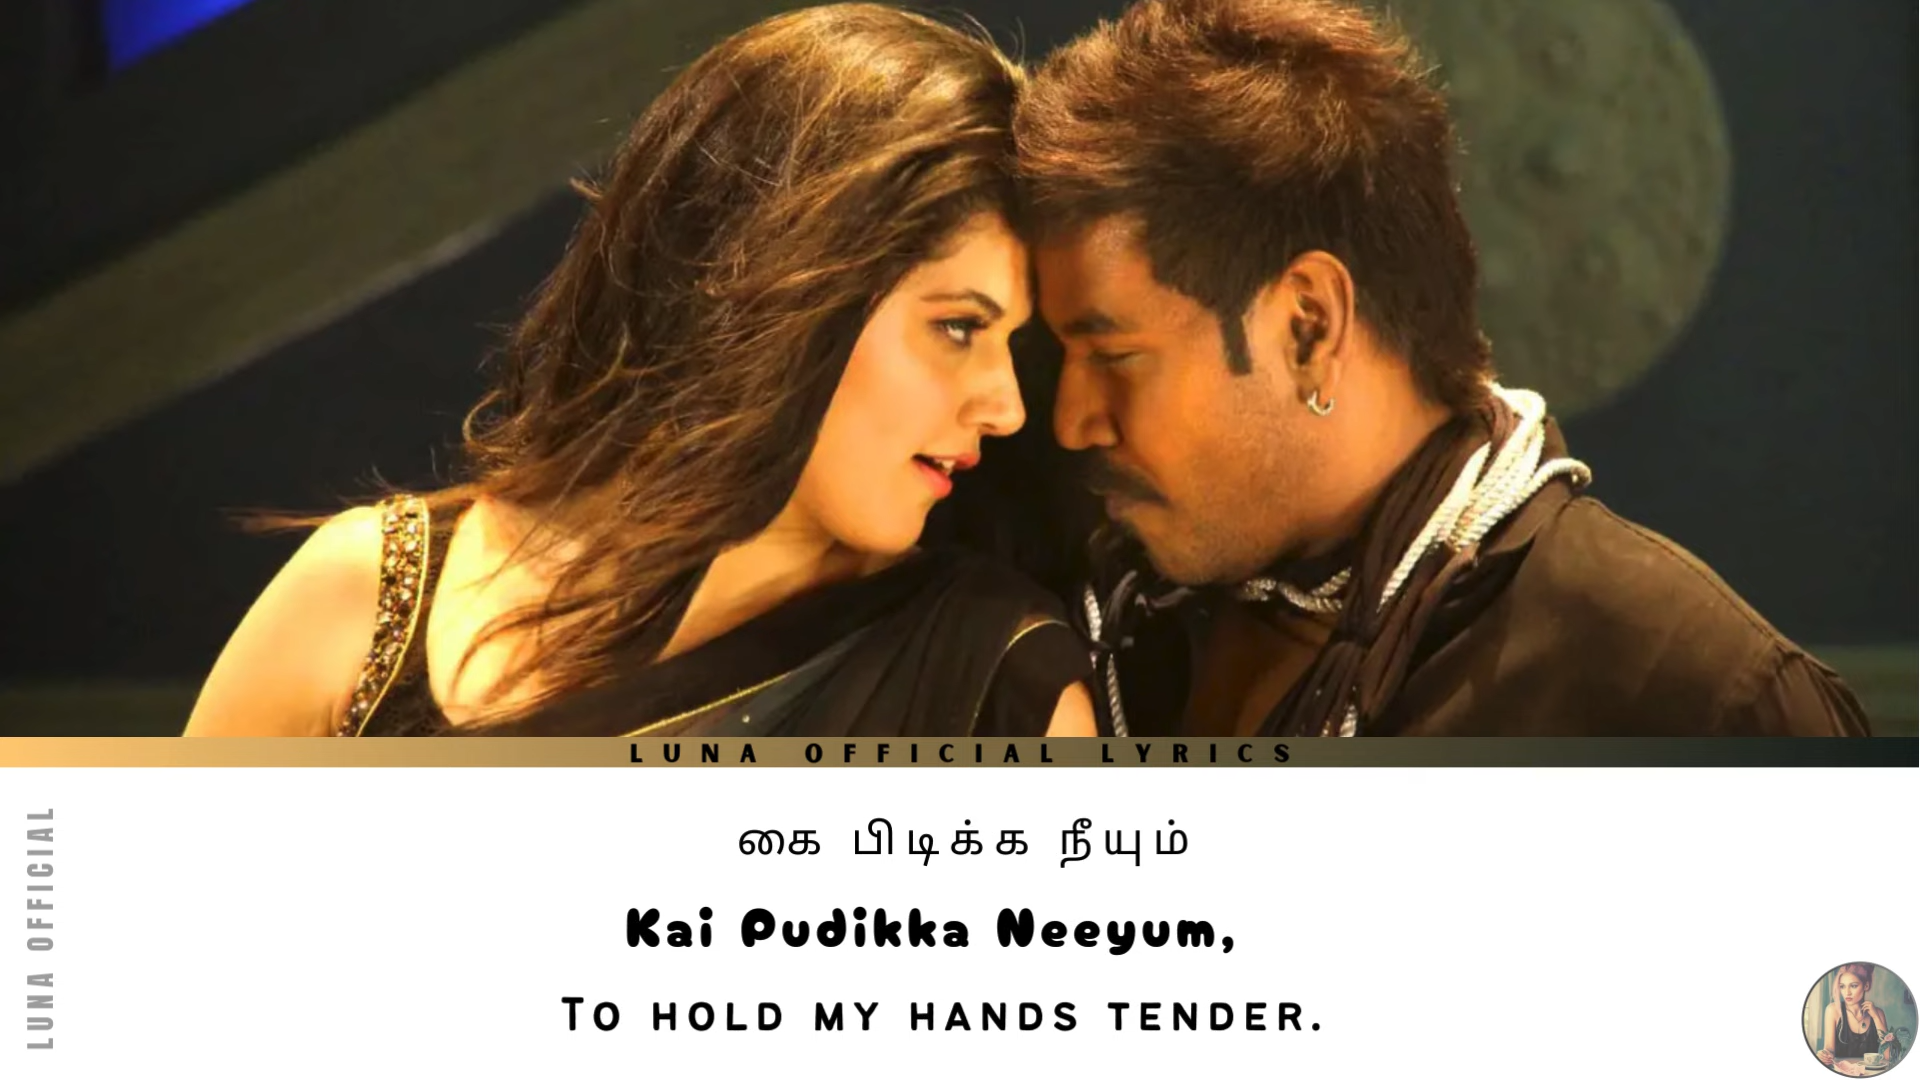 LUNA OFFICIAL LYRICS
LUNA OFFICIAL
கை பிடிக்க நீயும்
Kai Pudikka Neeyum,
TO HOLD MY HANDS TENDER.